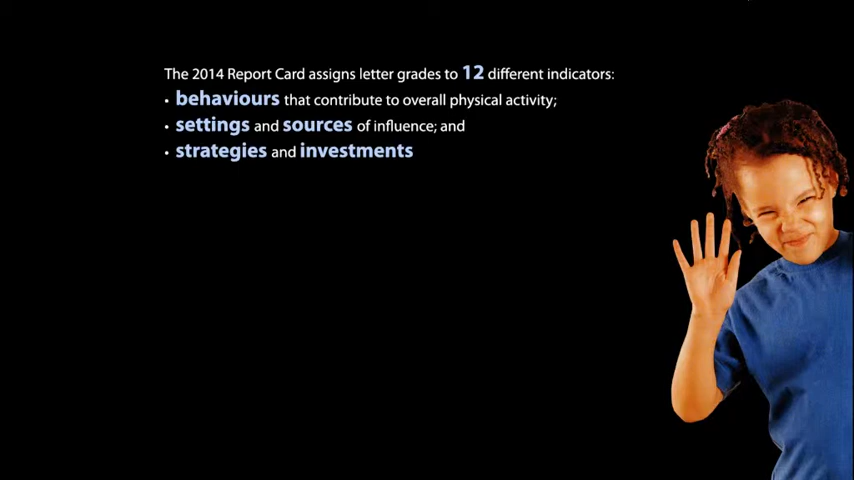 The 2014 Report Card assigns letter grades to 12 different indicators:
• behaviours that contribute to overall physical activity;
• settings and sources of influence; and
• strategies and investments